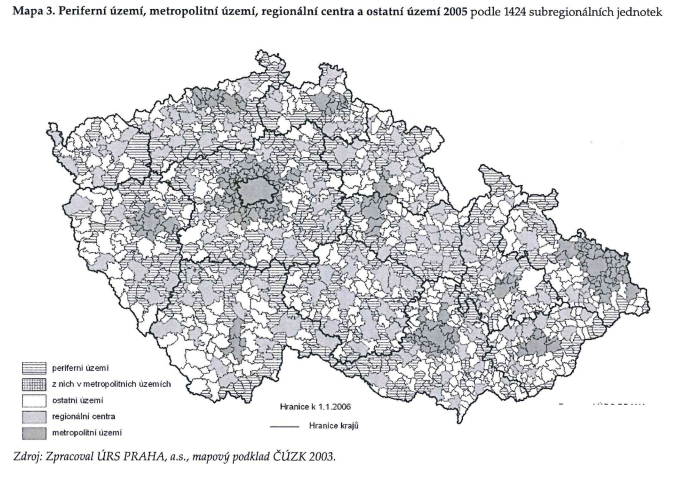 Mapa 3. Periferní území, metropolitní území, regionální centra a ostatní území 2005 podle 1424 subregionálních jednotek
periferní území
z nich v metropolitních územích
ostatní území
regionální centra
metropolitní území
Hranice k 1.1.2006
Hranice krajů
Zdroj: Zpracoval ÚRS PRAHA, a.s., mapový podklad ČÚZK 2003.